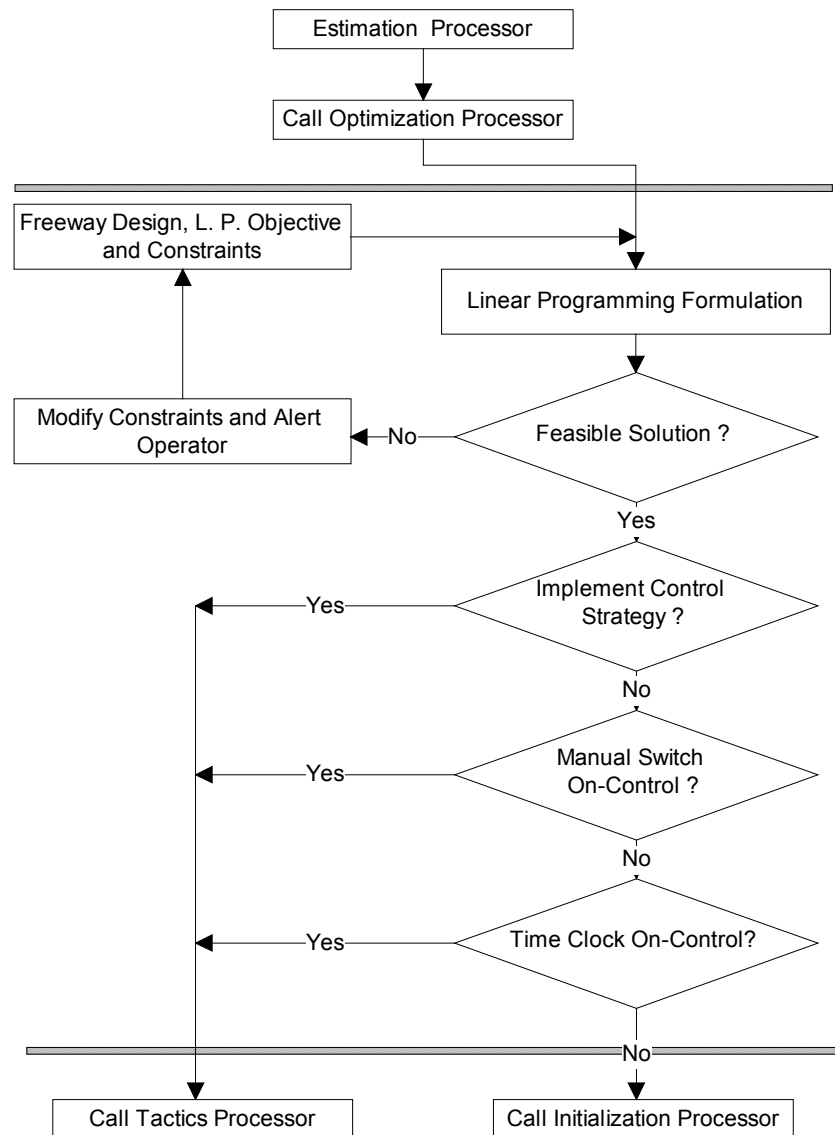 Estimation Processor
Call Optimization Processor
Freeway Design, L. P. Objective
and Constraints
Linear Programming Formulation
Modify Constraints and Alert
Operator
No
Feasible Solution ?
Yes
Implement Control
Strategy ?
Yes
No
Manual Switch
On-Control ?
Yes
No
Time Clock On-Control?
Yes
No
Call Tactics Processor
Call Initialization Processor